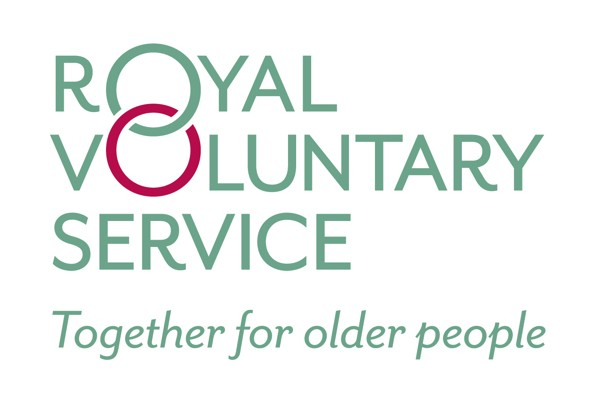 ROYAL
VOLUNTARY
SERVICE
Together for older people